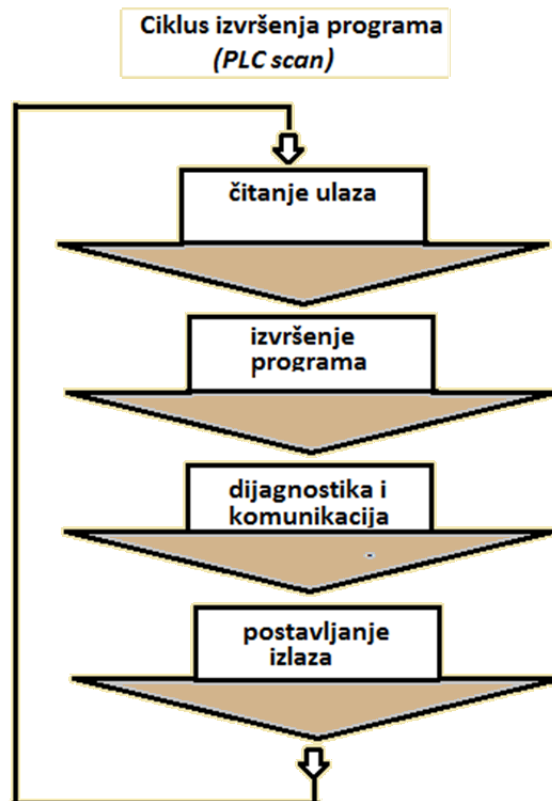 Ciklus izvršenja programa
(PLC scan)
čitanje ulaza
izvršenje
programa
dijagnostika i
komunikacija
postavljanje
izlaza